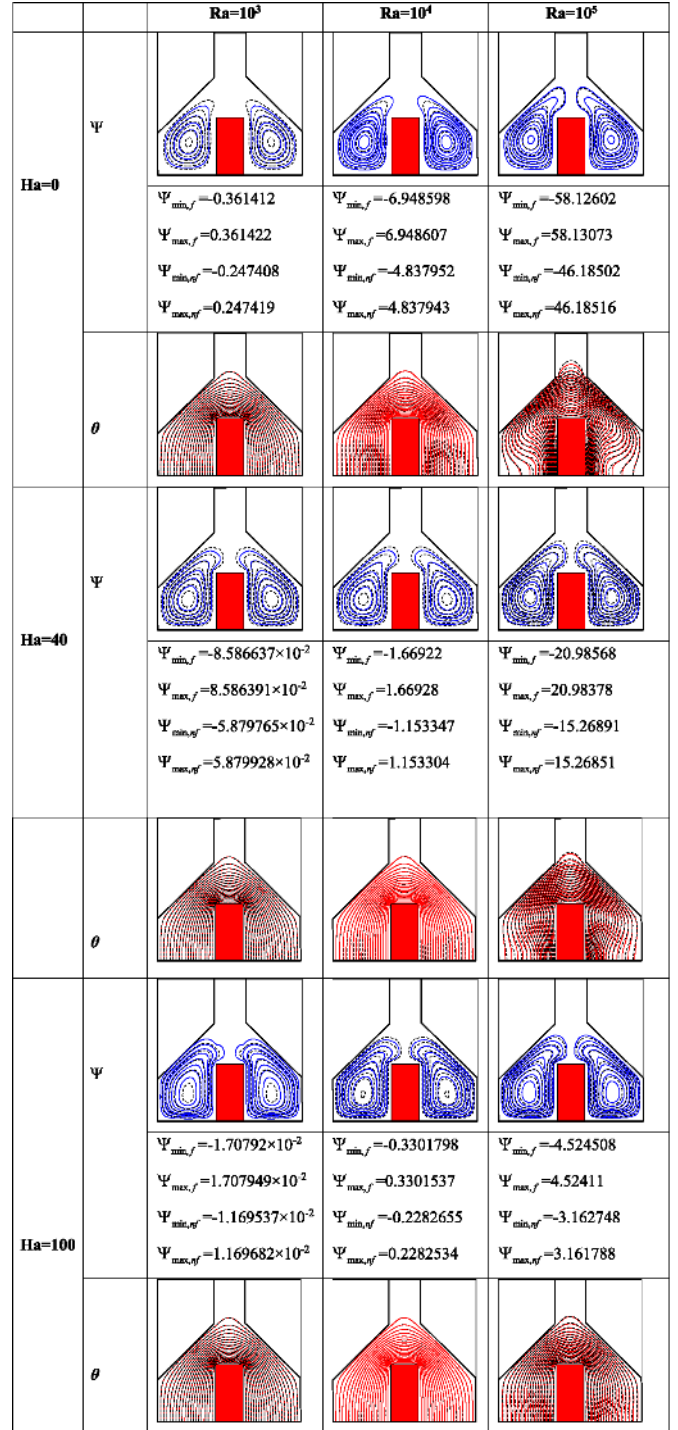 Ra=10³ Ra=10⁴ Ra=10⁵
Ha=0
Ψ
Ψmin,f=-0.361412
Ψmax,f=0.361422
Ψmin,nf=-0.247408
Ψmax,nf=0.247419
Ψmin,f=-6.948598
Ψmax,f=6.948607
Ψmin,nf=-4.837952
Ψmax,nf=4.837943
Ψmin,f=-58.12602
Ψmax,f=58.13073
Ψmin,nf=-46.18502
Ψmax,nf=46.18516
θ
Ha=40
Ψ
Ψmin,f=-8.586637×10⁻²
Ψmax,f=8.586391×10⁻²
Ψmin,nf=-5.879765×10⁻²
Ψmax,nf=5.879928×10⁻²
Ψmin,f=-1.66922
Ψmax,f=1.66928
Ψmin,nf=-1.153347
Ψmax,nf=1.153304
Ψmin,f=-20.98568
Ψmax,f=20.98378
Ψmin,nf=-15.26891
Ψmax,nf=15.26851
θ
Ha=100
Ψ
Ψmin,f=-1.70792×10⁻²
Ψmax,f=1.707949×10⁻²
Ψmin,nf=-1.169537×10⁻²
Ψmax,nf=1.169682×10⁻²
Ψmin,f=-0.3301798
Ψmax,f=0.3301537
Ψmin,nf=-0.2282655
Ψmax,nf=0.2282534
Ψmin,f=-4.524508
Ψmax,f=4.52411
Ψmin,nf=-3.162748
Ψmax,nf=3.161788
θ